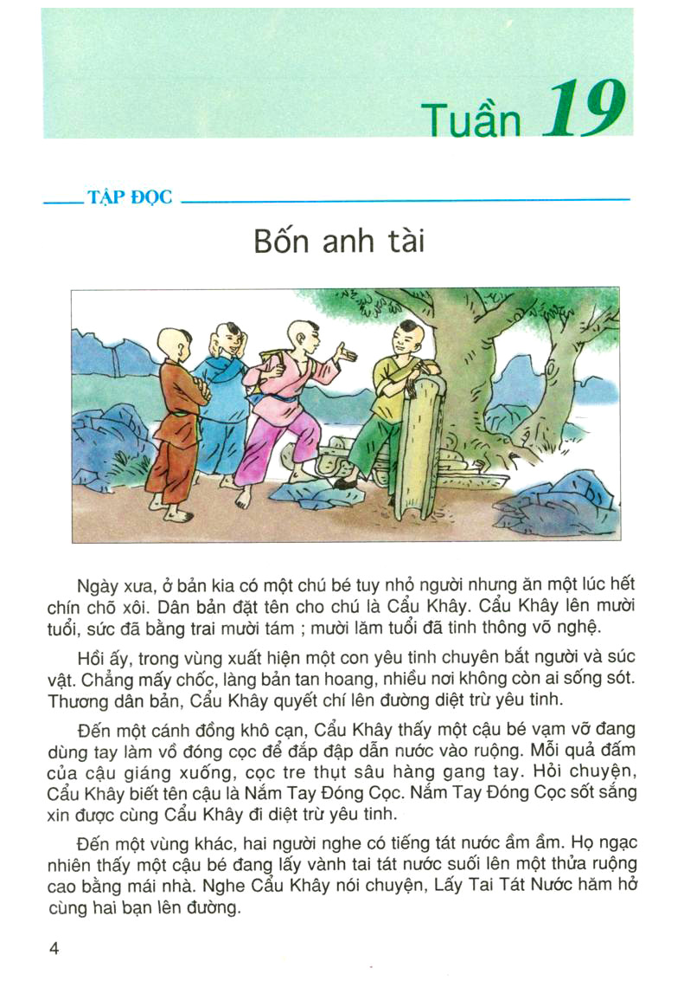 Tuần 19
TẬP ĐỌC
Bốn anh tài
Ngày xưa, ở bản kia có một chú bé tuy nhỏ người nhưng ăn một lúc hết
chín chõ xôi. Dân bản đặt tên cho chú là Cẩu Khây. Cẩu Khây lên mười
tuổi, sức đã bằng trai mười tám ; mười lăm tuổi đã tinh thông võ nghệ.
Hồi ấy, trong vùng xuất hiện một con yêu tinh chuyên bắt người và súc
vật. Chẳng mấy chốc, làng bản tan hoang, nhiều nơi không còn ai sống sót.
Thương dân bản, Cẩu Khây quyết chí lên đường diệt trừ yêu tinh.
Đến một cánh đồng khô cạn, Cẩu Khây thấy một cậu bé vạm vỡ đang
dùng tay làm vồ đóng cọc để đắp đập dẫn nước vào ruộng. Mỗi quả đấm
của cậu giáng xuống, cọc tre thụt sâu hàng gang tay. Hỏi chuyện,
Cẩu Khây biết tên cậu là Nắm Tay Đóng Cọc. Nắm Tay Đóng Cọc sốt sắng
xin được cùng Cẩu Khây đi diệt trừ yêu tinh.
Đến một vùng khác, hai người nghe có tiếng tát nước ầm ầm. Họ ngạc
nhiên thấy một cậu bé đang lấy vành tai tát nước suối lên một thửa ruộng
cao bằng mái nhà. Nghe Cẩu Khây nói chuyện, Lấy Tai Tát Nước hăm hở
cùng hai bạn lên đường.
4